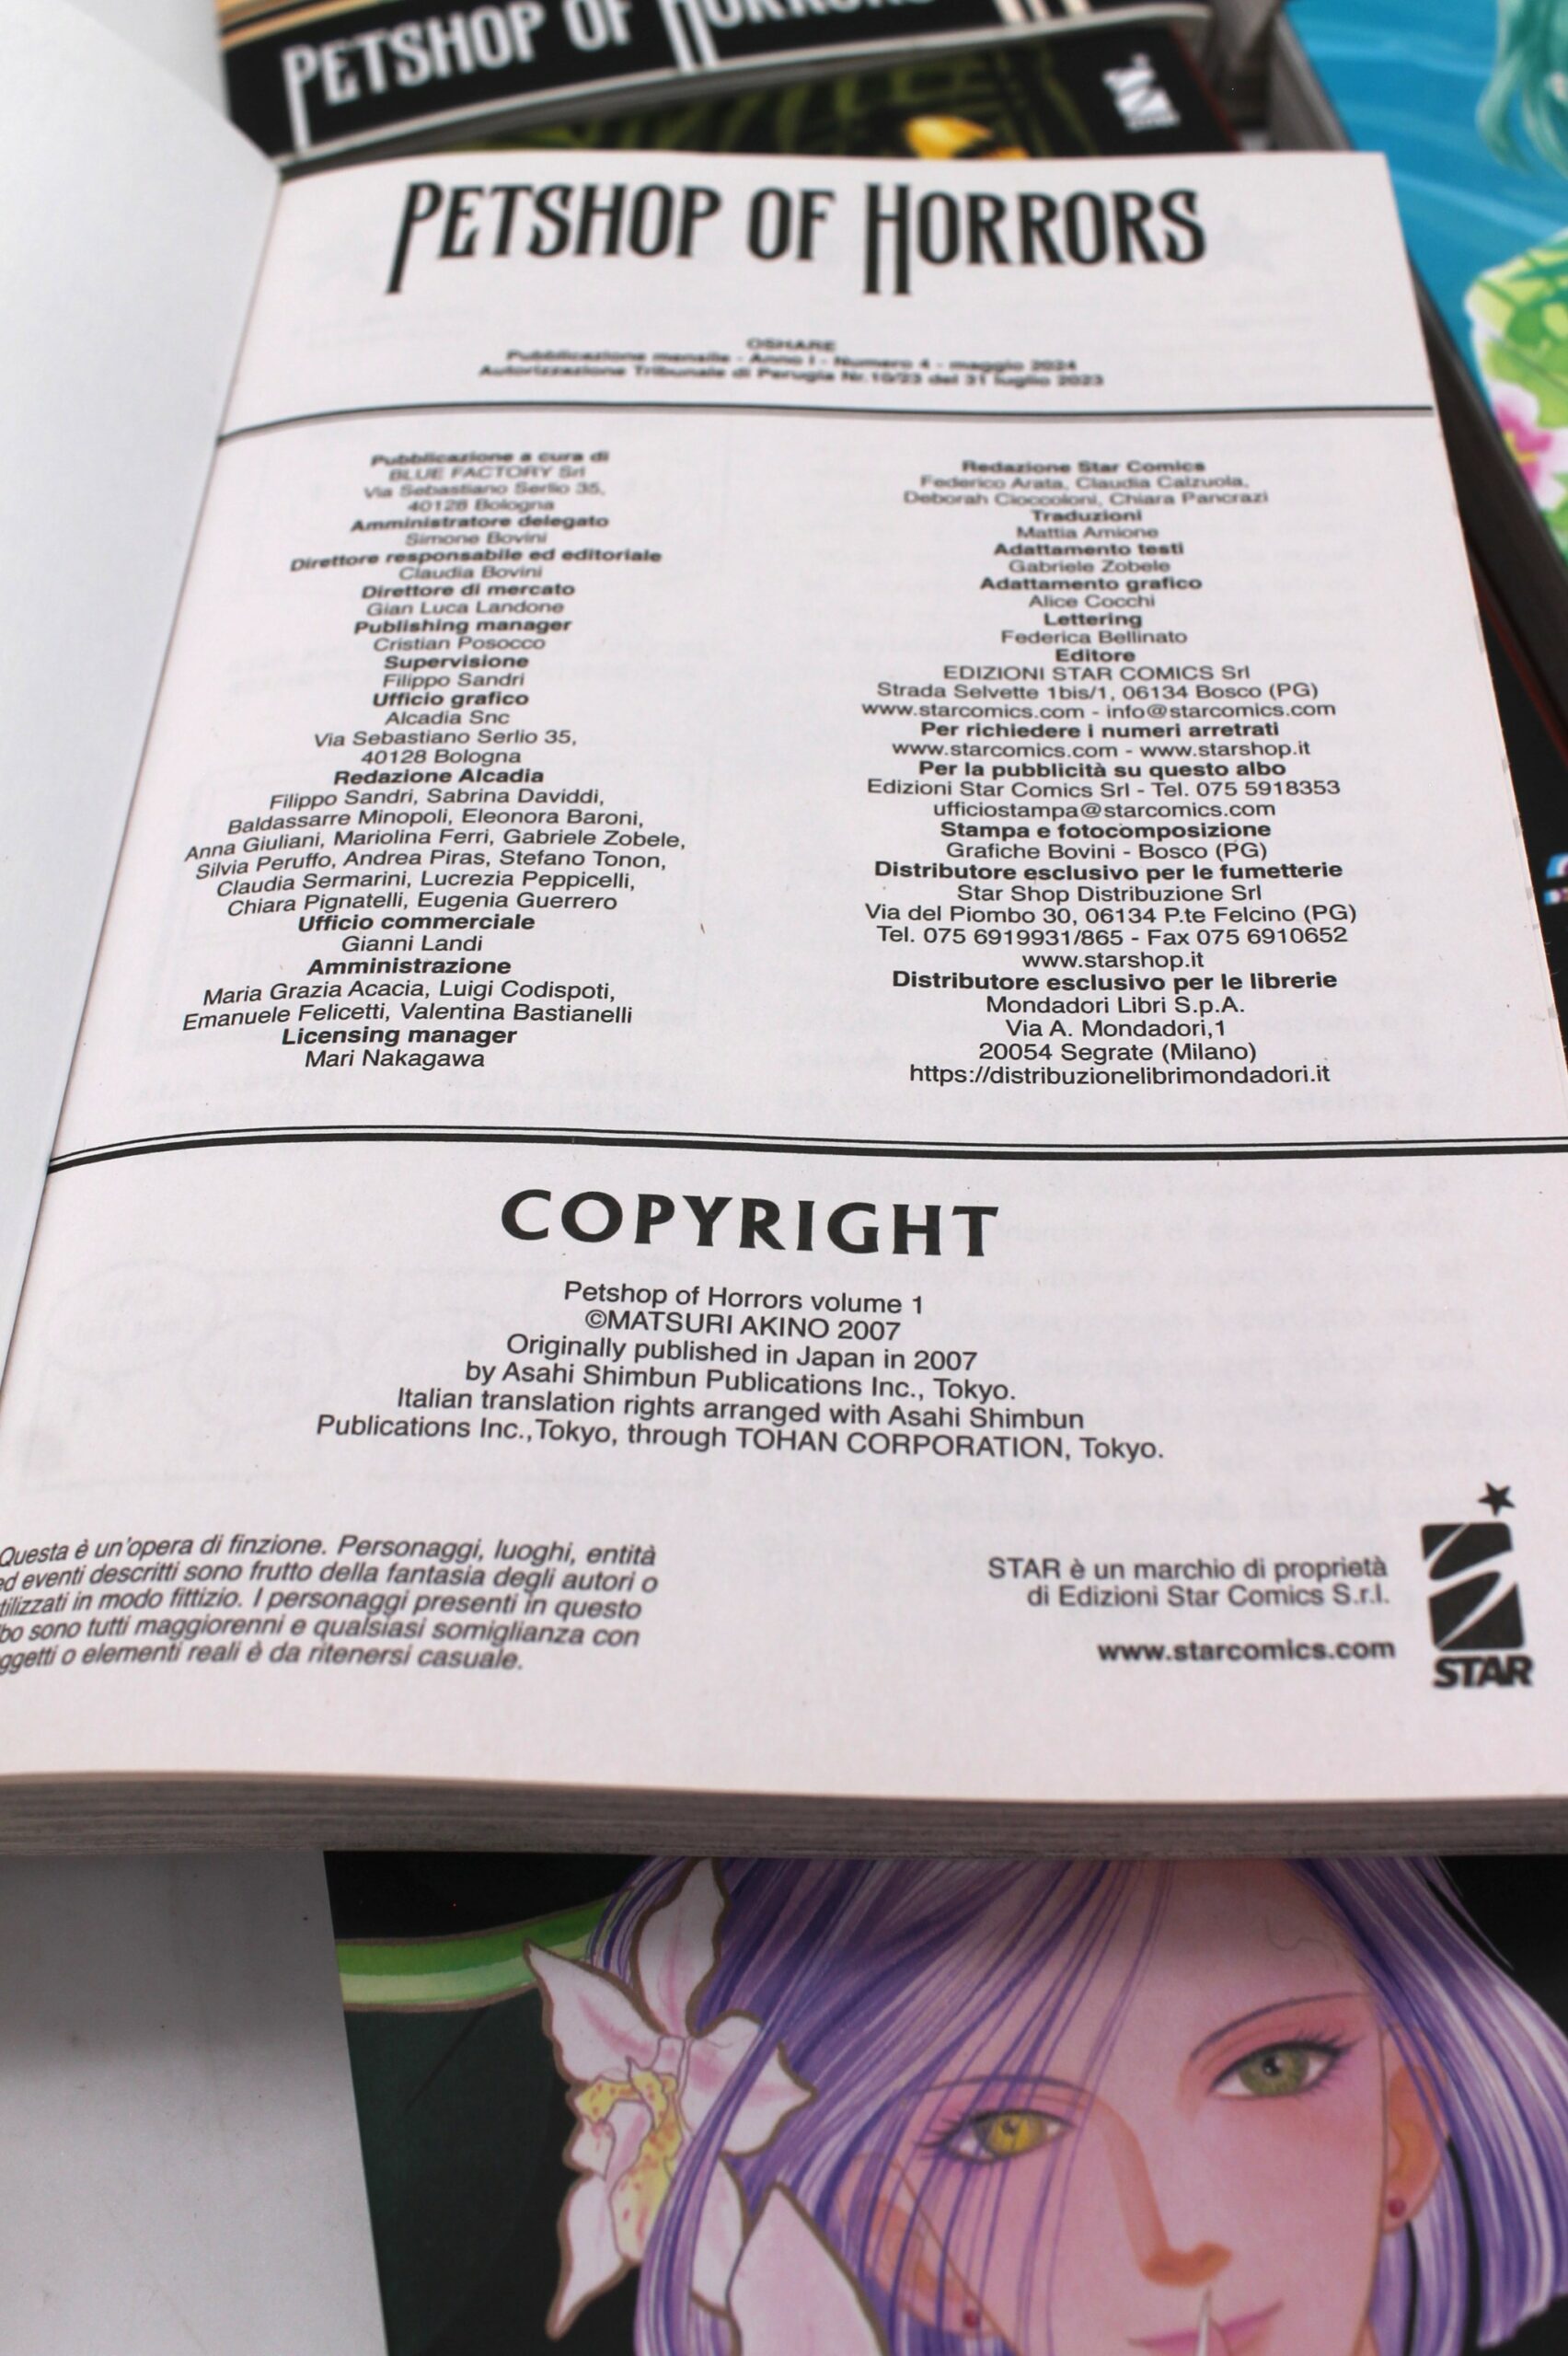 PETSHOP OF HORRORS
PETSHOP OF HORRORS
OSHARE
Pubblicazione mensile - Anno I - Numero 4 - maggio 2024
Autorizzazione Tribunale di Perugia Nr.10/23 del 31 luglio 2023
Pubblicazione a cura di
BLUE FACTORY Srl
Via Sebastiano Serlio 35,
40128 Bologna
Amministratore delegato
Simone Bovini
Direttore responsabile ed editoriale
Claudia Bovini
Direttore di mercato
Gian Luca Landone
Publishing manager
Cristian Posocco
Supervisione
Filippo Sandri
Ufficio grafico
Alcadia Snc
Via Sebastiano Serlio 35,
40128 Bologna
Redazione Alcadia
Filippo Sandri, Sabrina Daviddi,
Baldassarre Minopoli, Eleonora Baroni,
Anna Giuliani, Mariolina Ferri, Gabriele Zobele,
Silvia Peruffo, Andrea Piras, Stefano Tonon,
Claudia Sermarini, Lucrezia Peppicelli,
Chiara Pignatelli, Eugenia Guerrero
Ufficio commerciale
Gianni Landi
Amministrazione
Maria Grazia Acacia, Luigi Codispoti,
Emanuele Felicetti, Valentina Bastianelli
Licensing manager
Mari Nakagawa
Redazione Star Comics
Federico Arata, Claudia Calzuola,
Deborah Cioccoloni, Chiara Pancrazi
Traduzioni
Mattia Amione
Adattamento testi
Gabriele Zobele
Adattamento grafico
Alice Cocchi
Lettering
Federica Bellinato
Editore
EDIZIONI STAR COMICS Srl
Strada Selvette 1bis/1, 06134 Bosco (PG)
www.starcomics.com - info@starcomics.com
Per richiedere i numeri arretrati
www.starcomics.com - www.starshop.it
Per la pubblicità su questo albo
Edizioni Star Comics Srl - Tel. 075 5918353
ufficiostampa@starcomics.com
Stampa e fotocomposizione
Grafiche Bovini - Bosco (PG)
Distributore esclusivo per le fumetterie
Star Shop Distribuzione Srl
Via del Piombo 30, 06134 P.te Felcino (PG)
Tel. 075 6919931/865 - Fax 075 6910652
www.starshop.it
Distributore esclusivo per le librerie
Mondadori Libri S.p.A.
Via A. Mondadori,1
20054 Segrate (Milano)
https://distribuzionelibrimondadori.it
COPYRIGHT
Petshop of Horrors volume 1
©MATSURI AKINO 2007
Originally published in Japan in 2007
by Asahi Shimbun Publications Inc., Tokyo.
Italian translation rights arranged with Asahi Shimbun
Publications Inc.,Tokyo, through TOHAN CORPORATION, Tokyo.
Questa è un'opera di finzione. Personaggi, luoghi, entità
ed eventi descritti sono frutto della fantasia degli autori o
tilizzati in modo fittizio. I personaggi presenti in questo
bo sono tutti maggiorenni e qualsiasi somiglianza con
ggetti o elementi reali è da ritenersi casuale.
STAR è un marchio di proprietà
di Edizioni Star Comics S.r.l.
www.starcomics.com
STAR